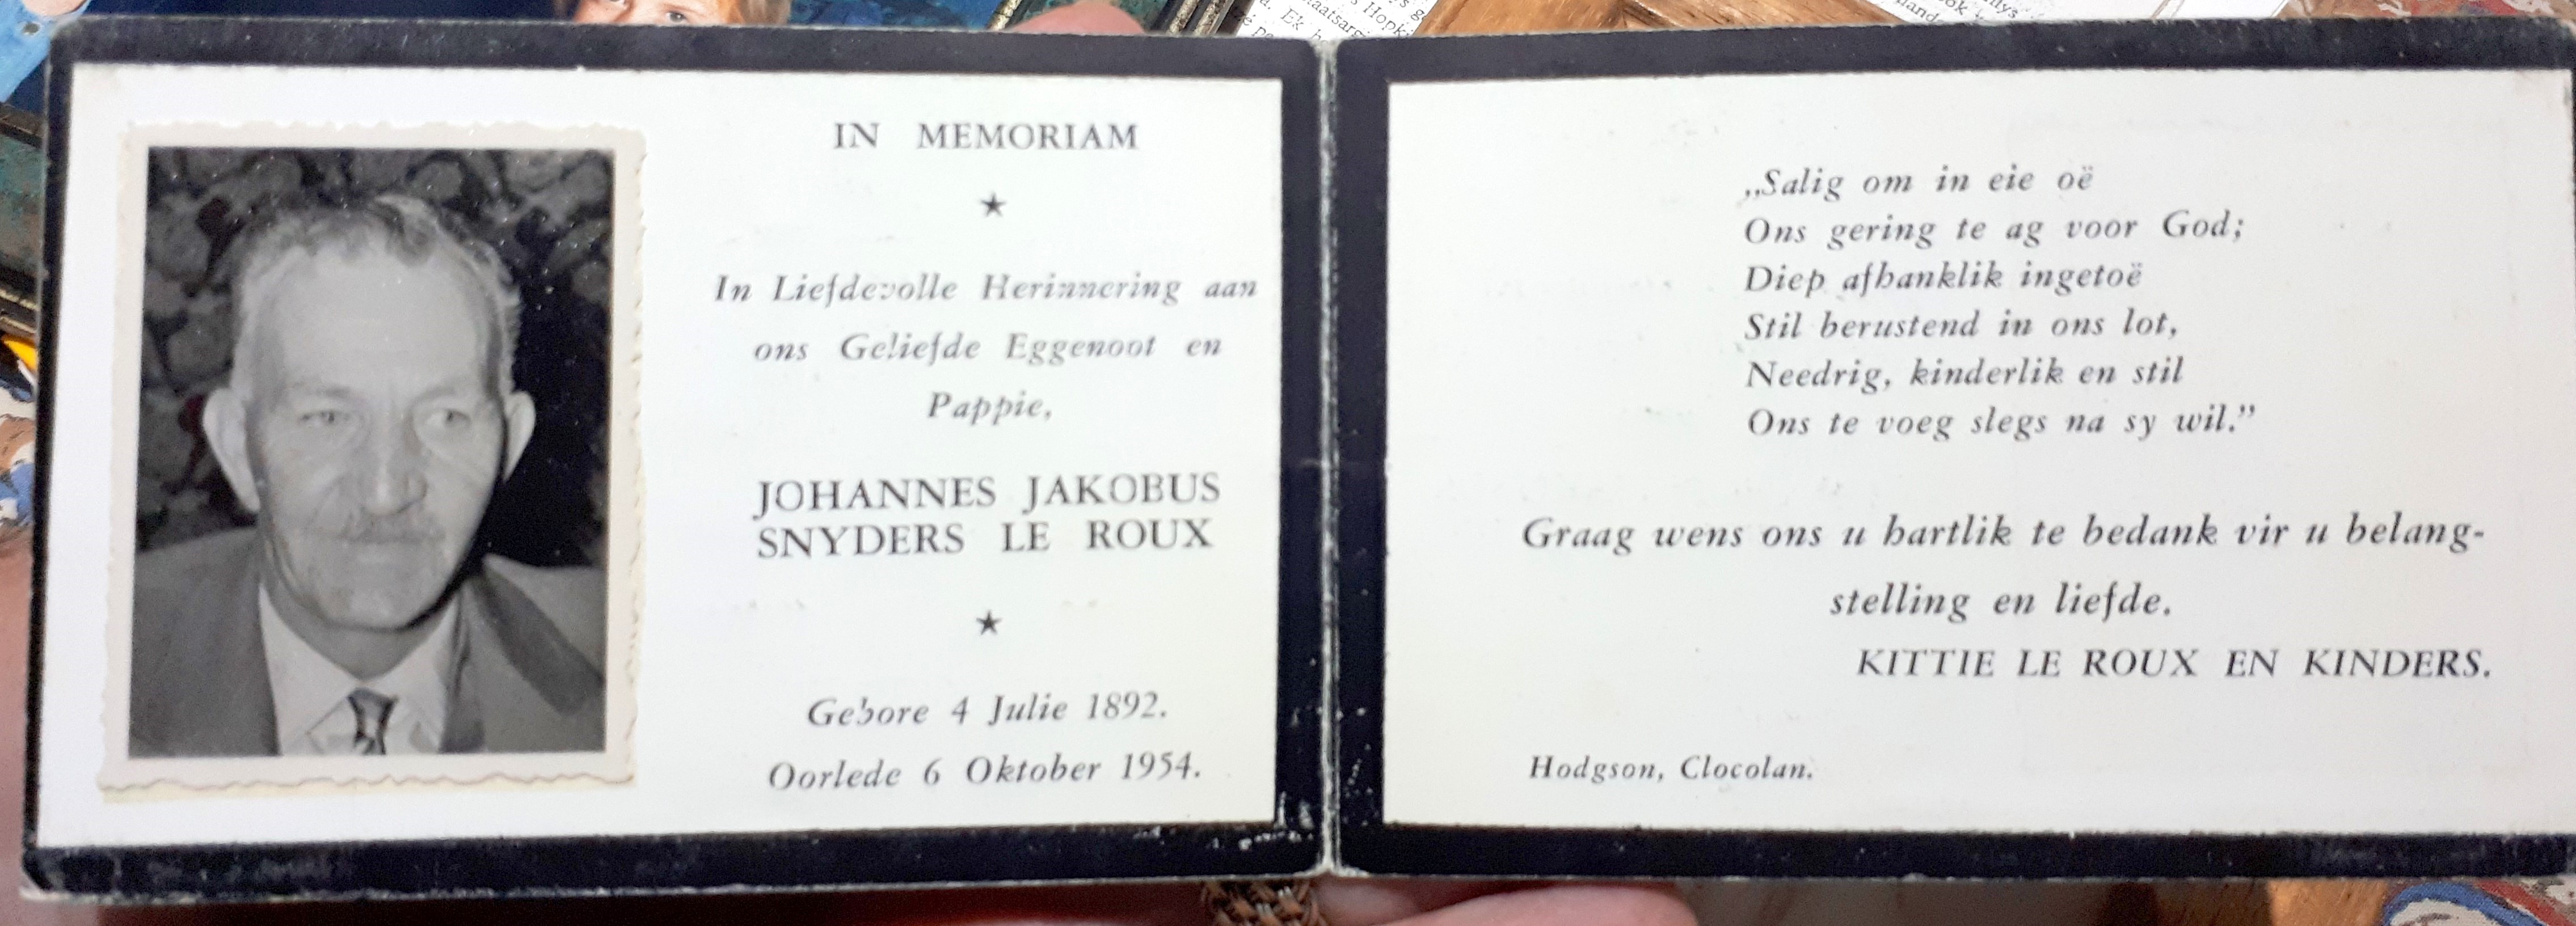 IN MEMORIAM
★
In Liefdevolle Herinnering aan
ons Geliefde Eggenoot en
Pappie,
JOHANNES JAKOBUS
SNYDERS LE ROUX
★
Gebore 4 Julie 1892.
Oorlede 6 Oktober 1954.
„Salig om in eie oë
Ons gering te ag voor God;
Diep afhanklik ingetoë
Stil berustend in ons lot,
Needrig, kinderlik en stil
Ons te voeg slegs na sy wil.”
Graag wens ons u hartlik te bedank vir u belang-
stelling en liefde.
KITTIE LE ROUX EN KINDERS.
Hodgson, Clocolan.